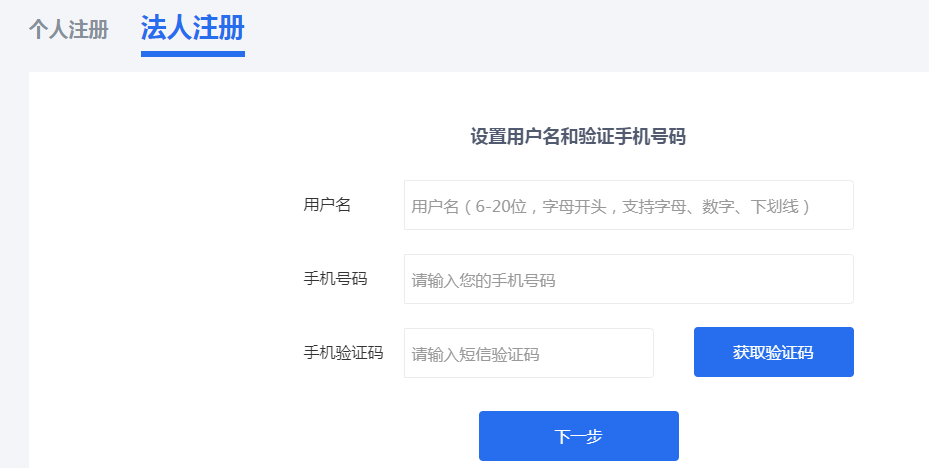 个人注册 法人注册
设置用户名和验证手机号码
用户名 用户名（6-20位，字母开头，支持字母、数字、下划线）
手机号码 请输入您的手机号码
手机验证码 请输入短信验证码 获取验证码
下一步